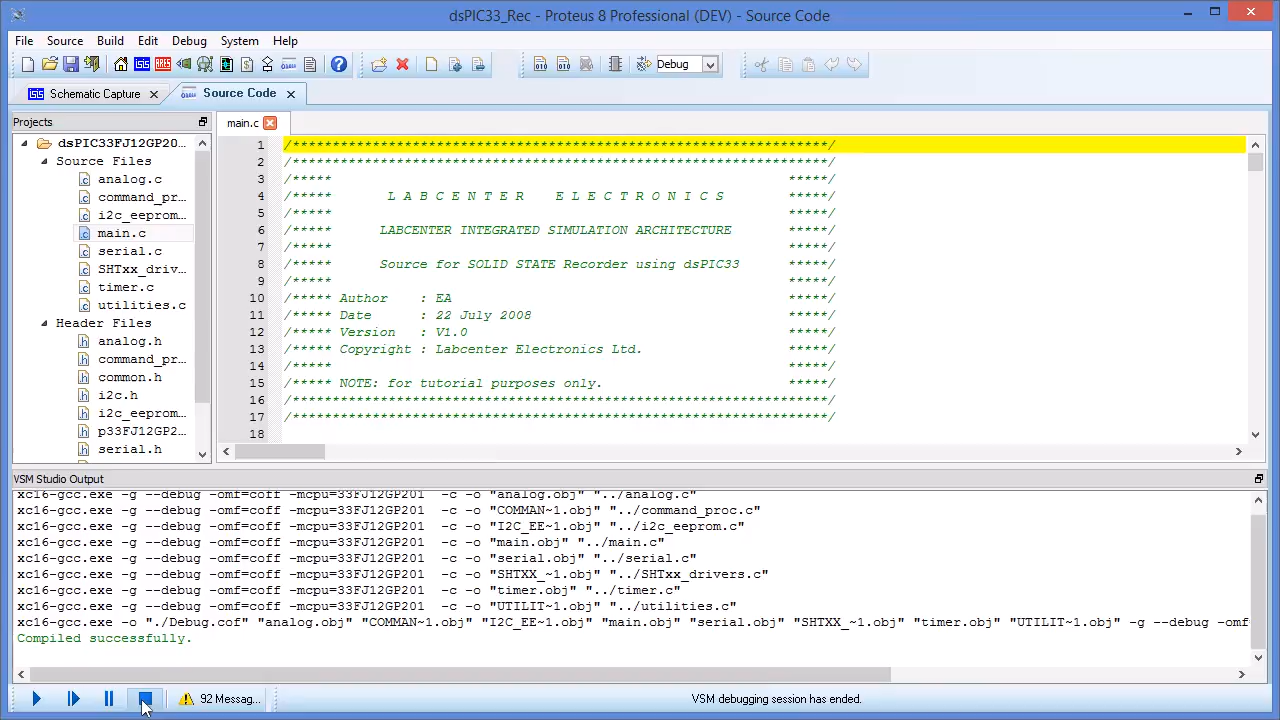 dsPIC33_Rec - Proteus 8 Professional (DEV) - Source Code
File Source Build Edit Debug System Help
Debug
Schematic Capture
Source Code
Projects
dsPIC33FJ12GP20...
Source Files
analog.c
command_pro...
i2c_eeprom...
main.c
serial.c
SHTxx_driv...
timer.c
utilities.c
Header Files
analog.h
command_pr...
common.h
i2c.h
i2c_eeprom...
p33FJ12GP2...
serial.h
main.c
1 /*******************************************************************/
2 /*******************************************************************/
3 /***** *****/
4 /***** L A B C E N T E R E L E C T R O N I C S *****/
5 /***** *****/
6 /***** LABCENTER INTEGRATED SIMULATION ARCHITECTURE *****/
7 /***** *****/
8 /***** Source for SOLID STATE Recorder using dsPIC33 *****/
9 /***** *****/
10 /***** Author : EA *****/
11 /***** Date : 22 July 2008 *****/
12 /***** Version : V1.0 *****/
13 /***** Copyright : Labcenter Electronics Ltd. *****/
14 /***** *****/
15 /***** NOTE: for tutorial purposes only. *****/
16 /*******************************************************************/
17 /*******************************************************************/
18
VSM Studio Output
xc16-gcc.exe -g --debug -omf=coff -mcpu=33FJ12GP201 -c -o "analog.obj" "../analog.c"
xc16-gcc.exe -g --debug -omf=coff -mcpu=33FJ12GP201 -c -o "COMMAN~1.obj" "../command_proc.c"
xc16-gcc.exe -g --debug -omf=coff -mcpu=33FJ12GP201 -c -o "I2C_EE~1.obj" "../i2c_eeprom.c"
xc16-gcc.exe -g --debug -omf=coff -mcpu=33FJ12GP201 -c -o "main.obj" "../main.c"
xc16-gcc.exe -g --debug -omf=coff -mcpu=33FJ12GP201 -c -o "serial.obj" "../serial.c"
xc16-gcc.exe -g --debug -omf=coff -mcpu=33FJ12GP201 -c -o "SHTXX_~1.obj" "../SHTxx_drivers.c"
xc16-gcc.exe -g --debug -omf=coff -mcpu=33FJ12GP201 -c -o "timer.obj" "../timer.c"
xc16-gcc.exe -g --debug -omf=coff -mcpu=33FJ12GP201 -c -o "UTILIT~1.obj" "../utilities.c"
xc16-gcc.exe -o "./Debug.cof" "analog.obj" "COMMAN~1.obj" "I2C_EE~1.obj" "main.obj" "serial.obj" "SHTXX_~1.obj" "timer.obj" "UTILIT~1.obj" -g --debug -omf
Compiled successfully.
92 Messag...
VSM debugging session has ended.